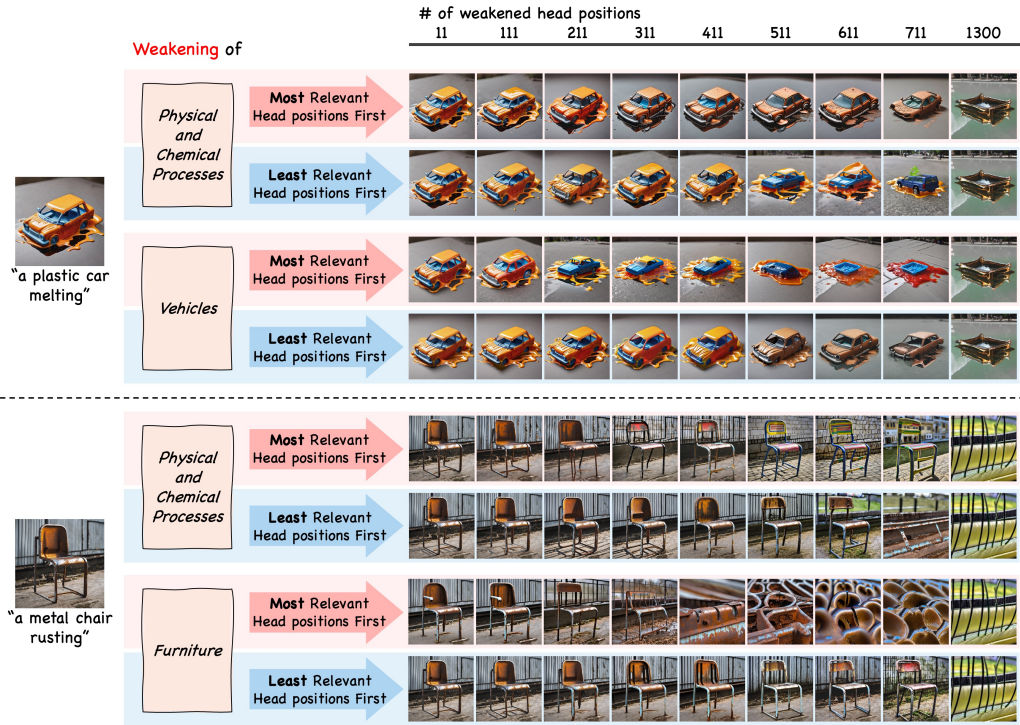 # of weakened head positions
11 111 211 311 411 511 611 711 1300
Weakening of
Physical
and
Chemical
Processes
Most Relevant
Head positions First
Least Relevant
Head positions First
"a plastic car
melting"
Vehicles
Most Relevant
Head positions First
Least Relevant
Head positions First
Physical
and
Chemical
Processes
Most Relevant
Head positions First
Least Relevant
Head positions First
"a metal chair
rusting"
Furniture
Most Relevant
Head positions First
Least Relevant
Head positions First